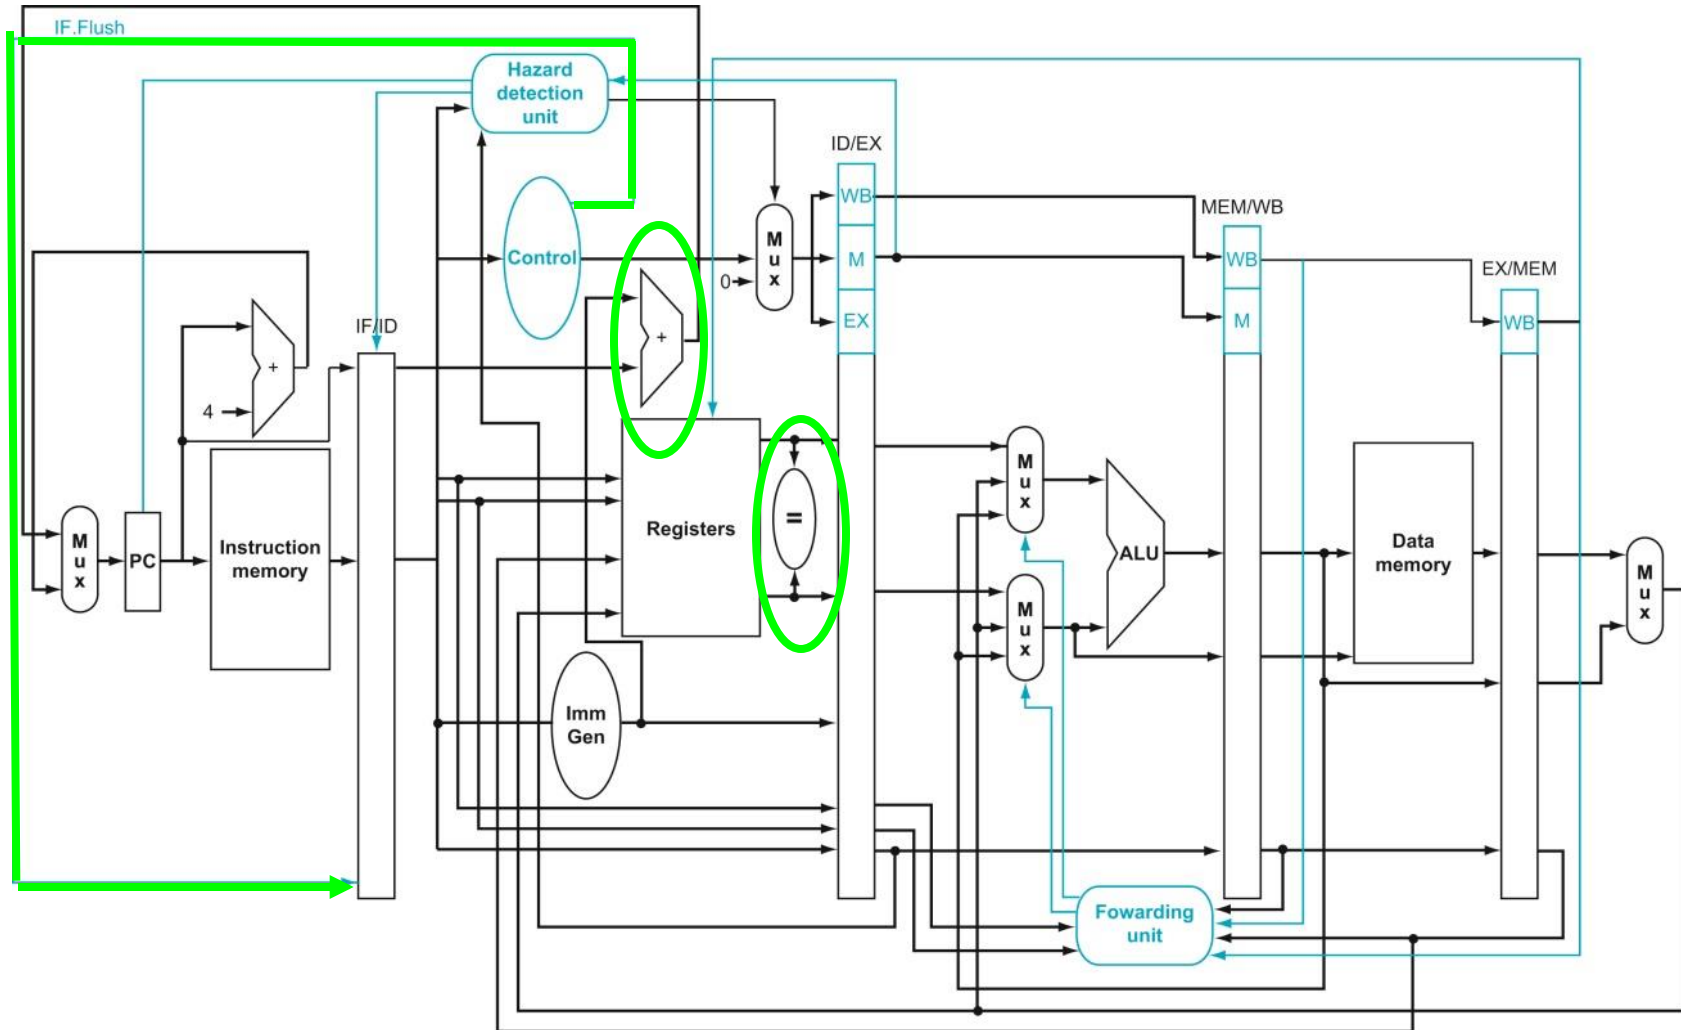 IF.Flush
Hazard
detection
unit
ID/EX
WB
MEM/WB
Control
M
u
x
0
M
WB
EX/MEM
EX
M
WB
IF/ID
+
+
4
M
u
x
ALU
Data
memory
M
u
x
PC
Instruction
memory
Registers
=
M
u
x
M
u
x
Imm
Gen
Fowarding
unit